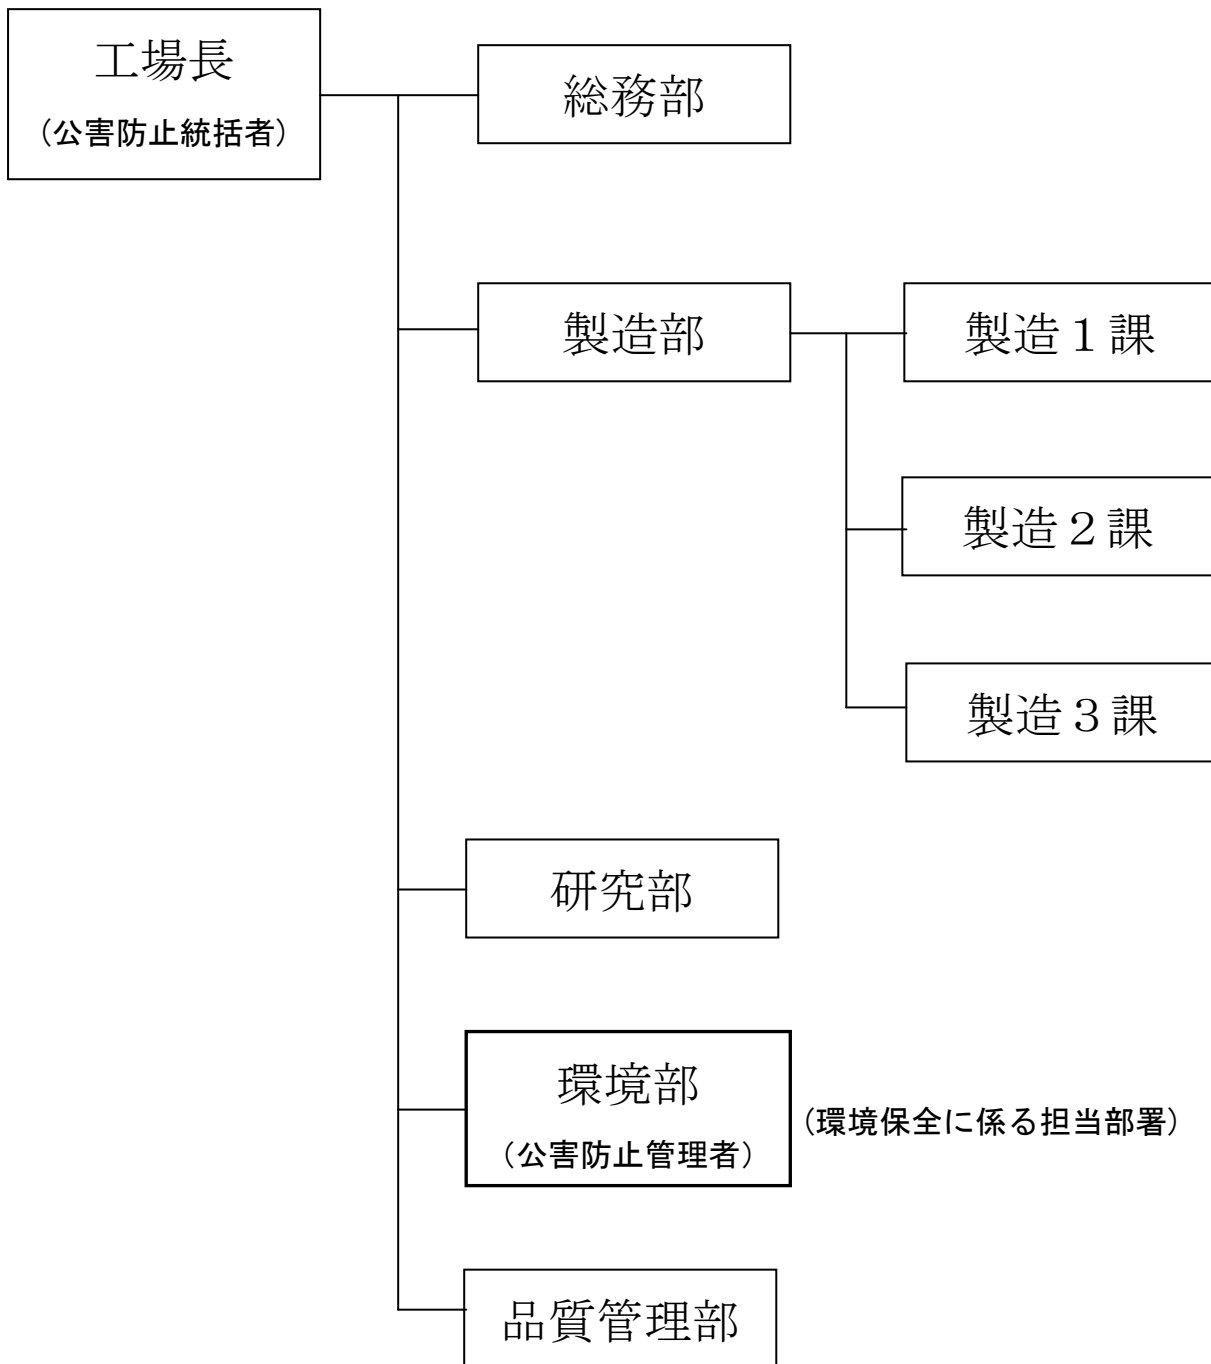 工場長
（公害防止統括者）
総務部
製造部
製造１課
製造２課
製造３課
研究部
環境部
（公害防止管理者）
（環境保全に係る担当部署）
品質管理部